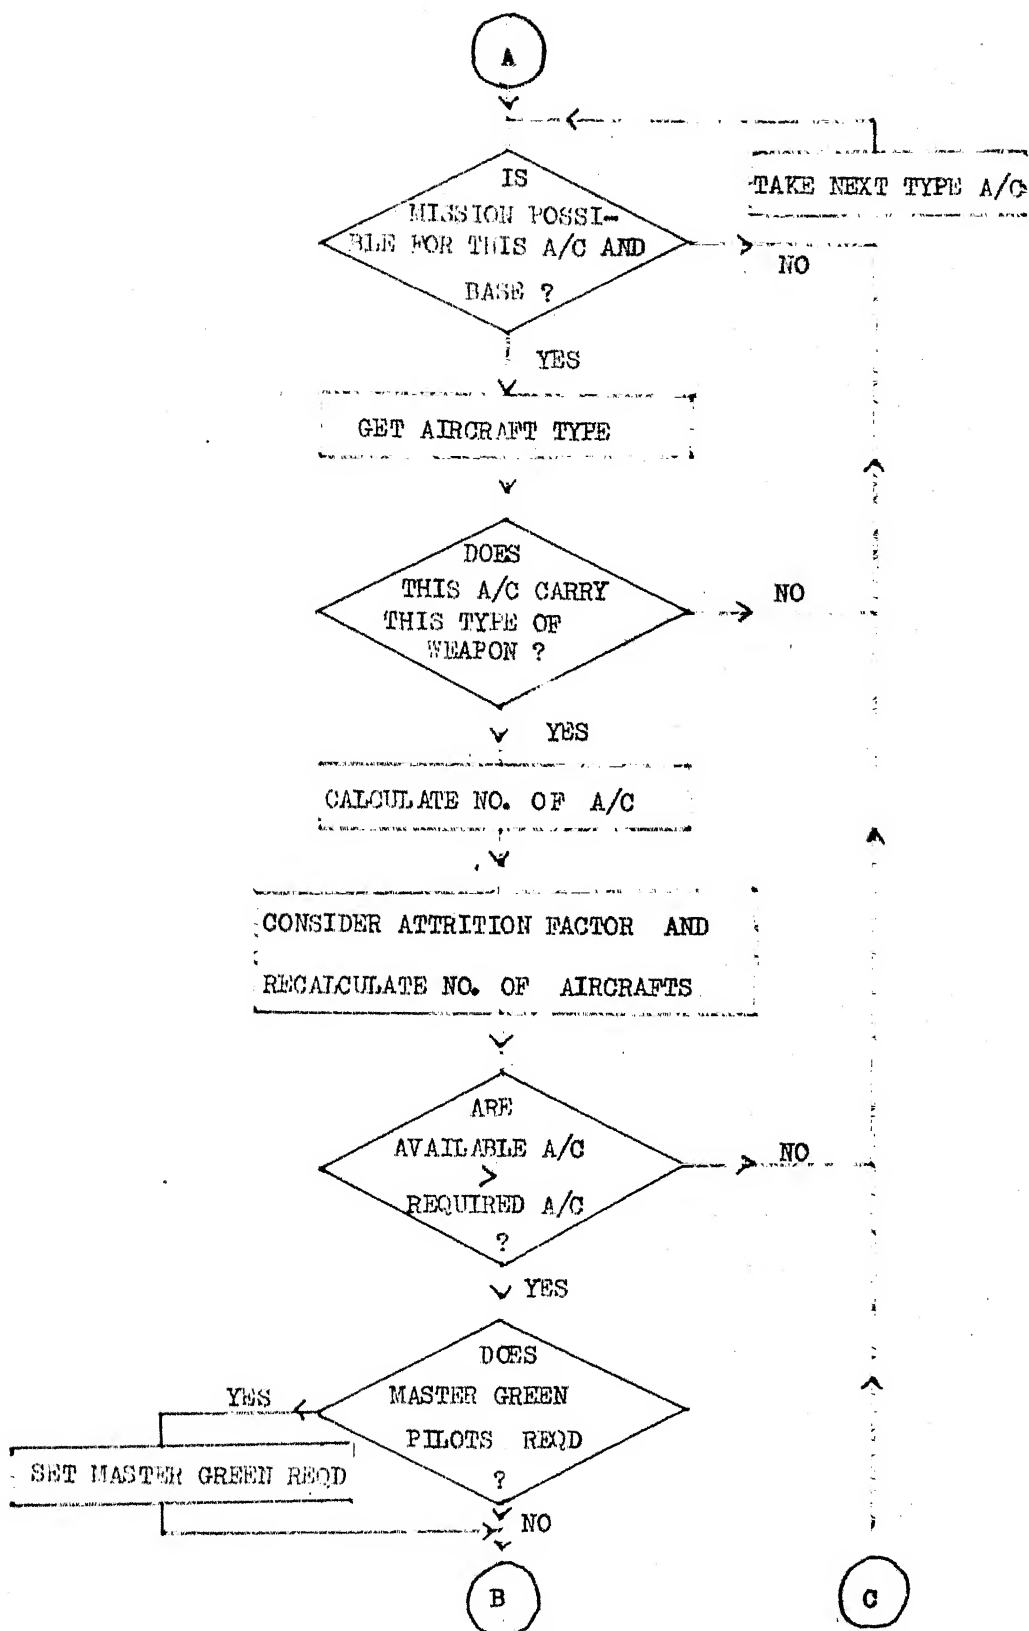 A
TAKE NEXT TYPE A/C
IS
MISSION POSSI-
BLE FOR THIS A/C AND
BASE ?
NO
YES
GET AIRCRAFT TYPE
DOES
THIS A/C CARRY
THIS TYPE OF
WEAPON ?
NO
YES
CALCULATE NO. OF A/C
CONSIDER ATTRITION FACTOR AND
RECALCULATE NO. OF AIRCRAFTS
ARE
AVAILABLE A/C
>
REQUIRED A/C
?
NO
YES
DOES
MASTER GREEN
PILOTS REQD
?
YES
SET MASTER GREEN REQD
NO
B
C